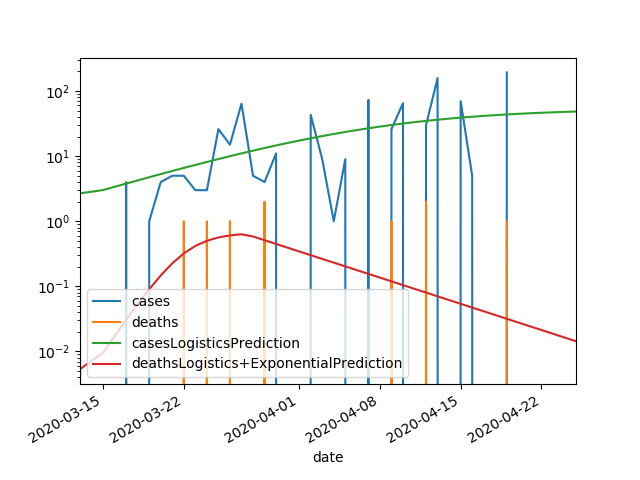 10²
10¹
10⁰
10⁻¹
10⁻²
cases
deaths
casesLogisticsPrediction
deathsLogistics+ExponentialPrediction
2020-03-15
2020-03-22
2020-04-01
2020-04-08
2020-04-15
2020-04-22
date